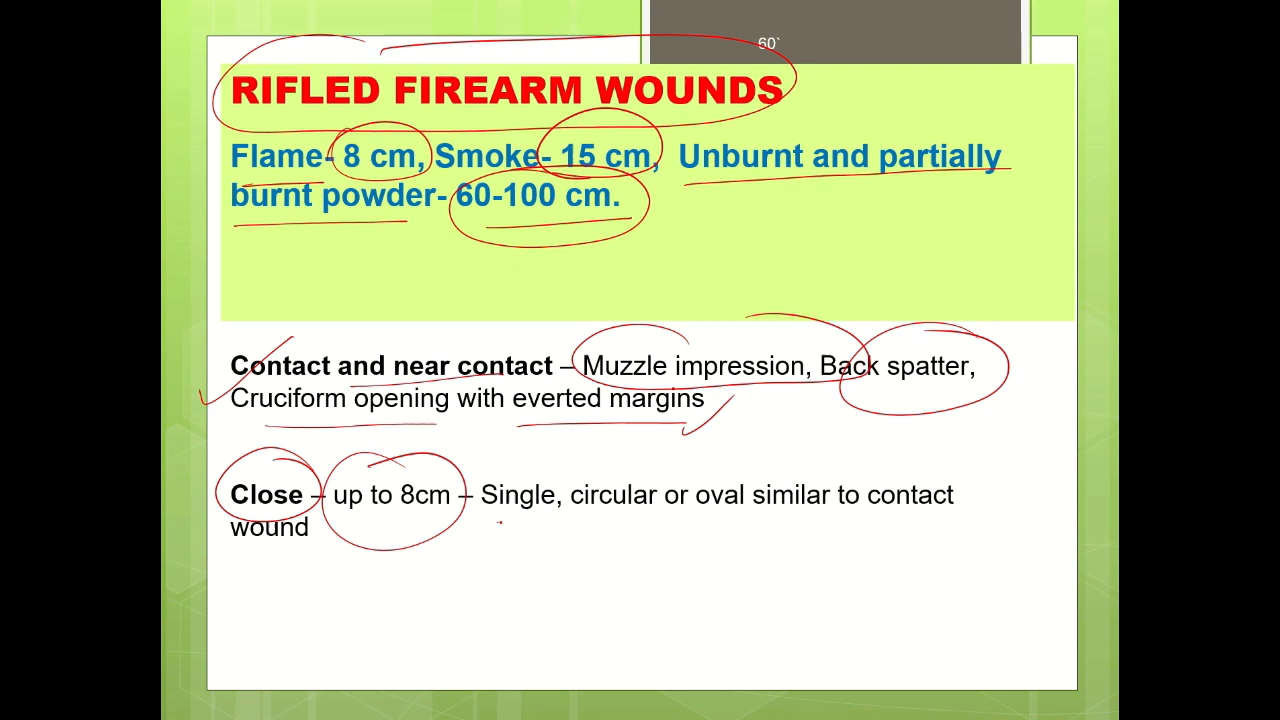 60`
RIFLED FIREARM WOUNDS
Flame- 8 cm, Smoke- 15 cm, Unburnt and partially
burnt powder- 60-100 cm.
Contact and near contact – Muzzle impression, Back spatter,
Cruciform opening with everted margins
Close – up to 8cm – Single, circular or oval similar to contact
wound